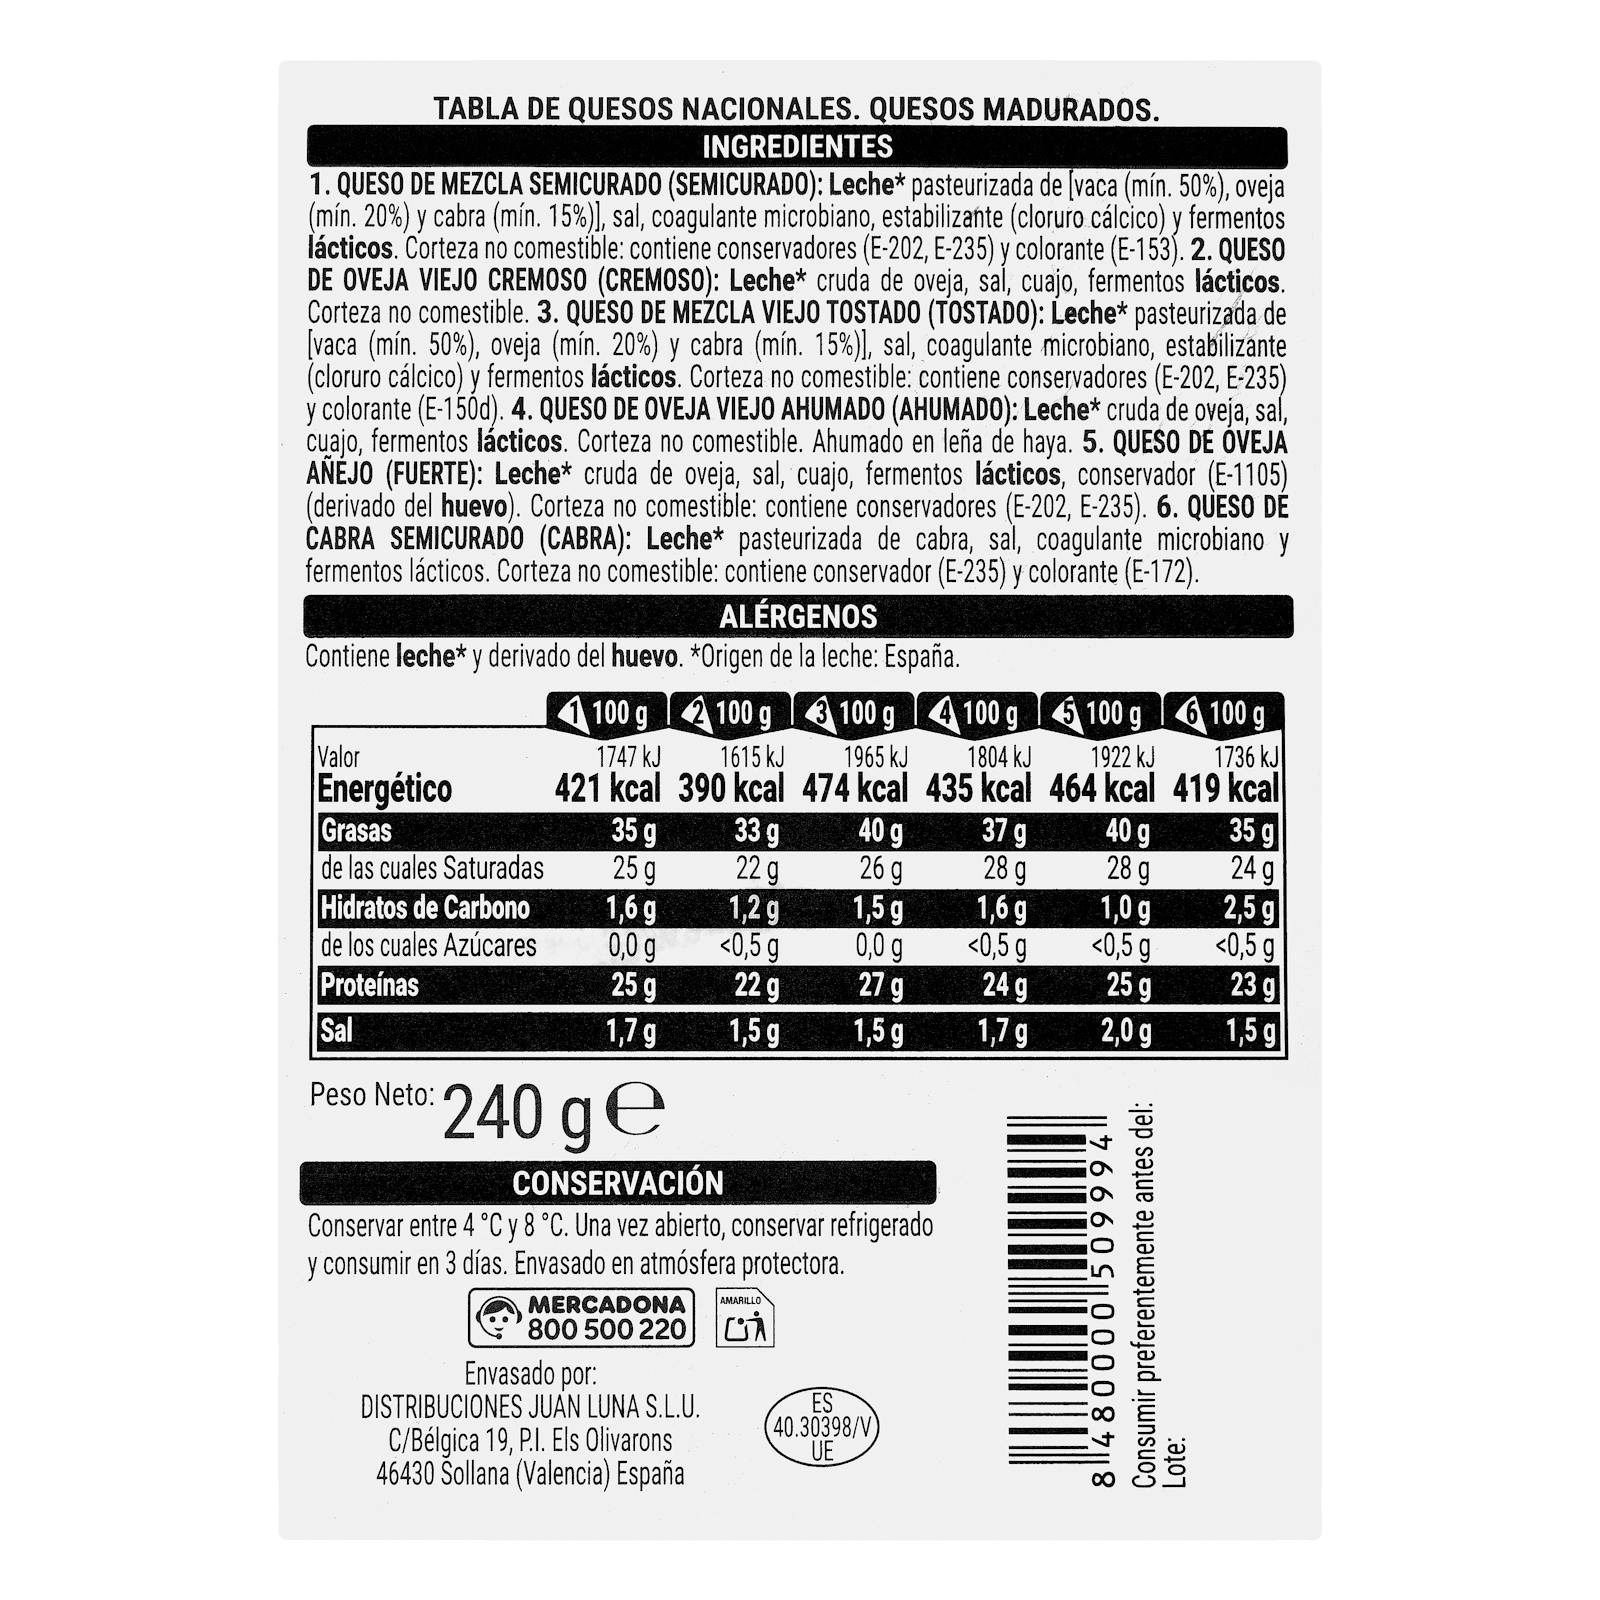 TABLA DE QUESOS NACIONALES. QUESOS MADURADOS.
INGREDIENTES
1. QUESO DE MEZCLA SEMICURADO (SEMICURADO): Leche* pasteurizada de [vaca (mín. 50%), oveja
(mín. 20%) y cabra (mín. 15%)], sal, coagulante microbiano, estabilizante (cloruro cálcico) y fermentos
lácticos. Corteza no comestible: contiene conservadores (E-202, E-235) y colorante (E-153). 2. QUESO
DE OVEJA VIEJO CREMOSO (CREMOSO): Leche* cruda de oveja, sal, cuajo, fermentos lácticos.
Corteza no comestible. 3. QUESO DE MEZCLA VIEJO TOSTADO (TOSTADO): Leche* pasteurizada de
[vaca (mín. 50%), oveja (mín. 20%) y cabra (mín. 15%)], sal, coagulante microbiano, estabilizante
(cloruro cálcico) y fermentos lácticos. Corteza no comestible: contiene conservadores (E-202, E-235)
y colorante (E-150d). 4. QUESO DE OVEJA VIEJO AHUMADO (AHUMADO): Leche* cruda de oveja, sal,
cuajo, fermentos lácticos. Corteza no comestible. Ahumado en leña de haya. 5. QUESO DE OVEJA
AÑEJO (FUERTE): Leche* cruda de oveja, sal, cuajo, fermentos lácticos, conservador (E-1105)
(derivado del huevo). Corteza no comestible: contiene conservadores (E-202, E-235). 6. QUESO DE
CABRA SEMICURADO (CABRA): Leche* pasteurizada de cabra, sal, coagulante microbiano y
fermentos lácticos. Corteza no comestible: contiene conservador (E-235) y colorante (E-172).
ALÉRGENOS
Contiene leche* y derivado del huevo. *Origen de la leche: España.
1 100 g 2 100 g 3 100 g 4 100 g 5 100 g 6 100 g
Valor 1747 kJ 1615 kJ 1965 kJ 1804 kJ 1922 kJ 1736 kJ
Energético 421 kcal 390 kcal 474 kcal 435 kcal 464 kcal 419 kcal
Grasas 35 g 33 g 40 g 37 g 40 g 35 g
de las cuales Saturadas 25 g 22 g 26 g 28 g 28 g 24 g
Hidratos de Carbono 1,6 g 1,2 g 1,5 g 1,6 g 1,0 g 2,5 g
de los cuales Azúcares 0,0 g <0,5 g 0,0 g <0,5 g <0,5 g <0,5 g
Proteínas 25 g 22 g 27 g 24 g 25 g 23 g
Sal 1,7 g 1,5 g 1,5 g 1,7 g 2,0 g 1,5 g
Peso Neto: 240 g e
CONSERVACIÓN
Conservar entre 4 °C y 8 °C. Una vez abierto, conservar refrigerado
y consumir en 3 días. Envasado en atmósfera protectora.
MERCADONA
800 500 220
AMARILLO
Envasado por:
DISTRIBUCIONES JUAN LUNA S.L.U.
C/Bélgica 19, P.I. Els Olivarons
46430 Sollana (Valencia) España
ES
40.30398/V
UE
8 480000 509994
Consumir preferentemente antes del:
Lote: